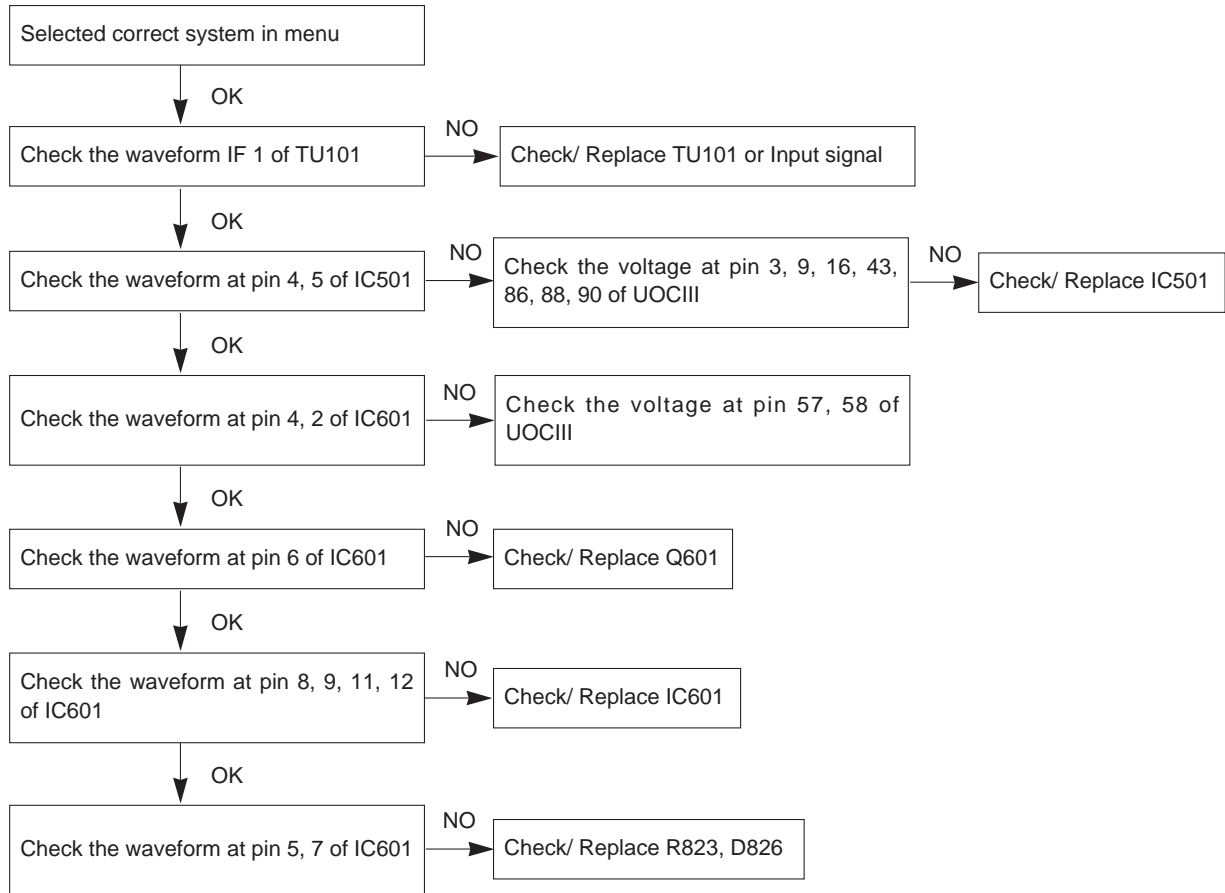 Selected correct system in menu
OK
NO
Check the waveform IF 1 of TU101
Check/ Replace TU101 or Input signal
OK
NO
NO
Check the waveform at pin 4, 5 of IC501
Check the voltage at pin 3, 9, 16, 43,
86, 88, 90 of UOCIII
Check/ Replace IC501
OK
NO
Check the waveform at pin 4, 2 of IC601
Check the voltage at pin 57, 58 of
UOCIII
OK
NO
Check the waveform at pin 6 of IC601
Check/ Replace Q601
OK
NO
Check the waveform at pin 8, 9, 11, 12
of IC601
Check/ Replace IC601
OK
NO
Check the waveform at pin 5, 7 of IC601
Check/ Replace R823, D826